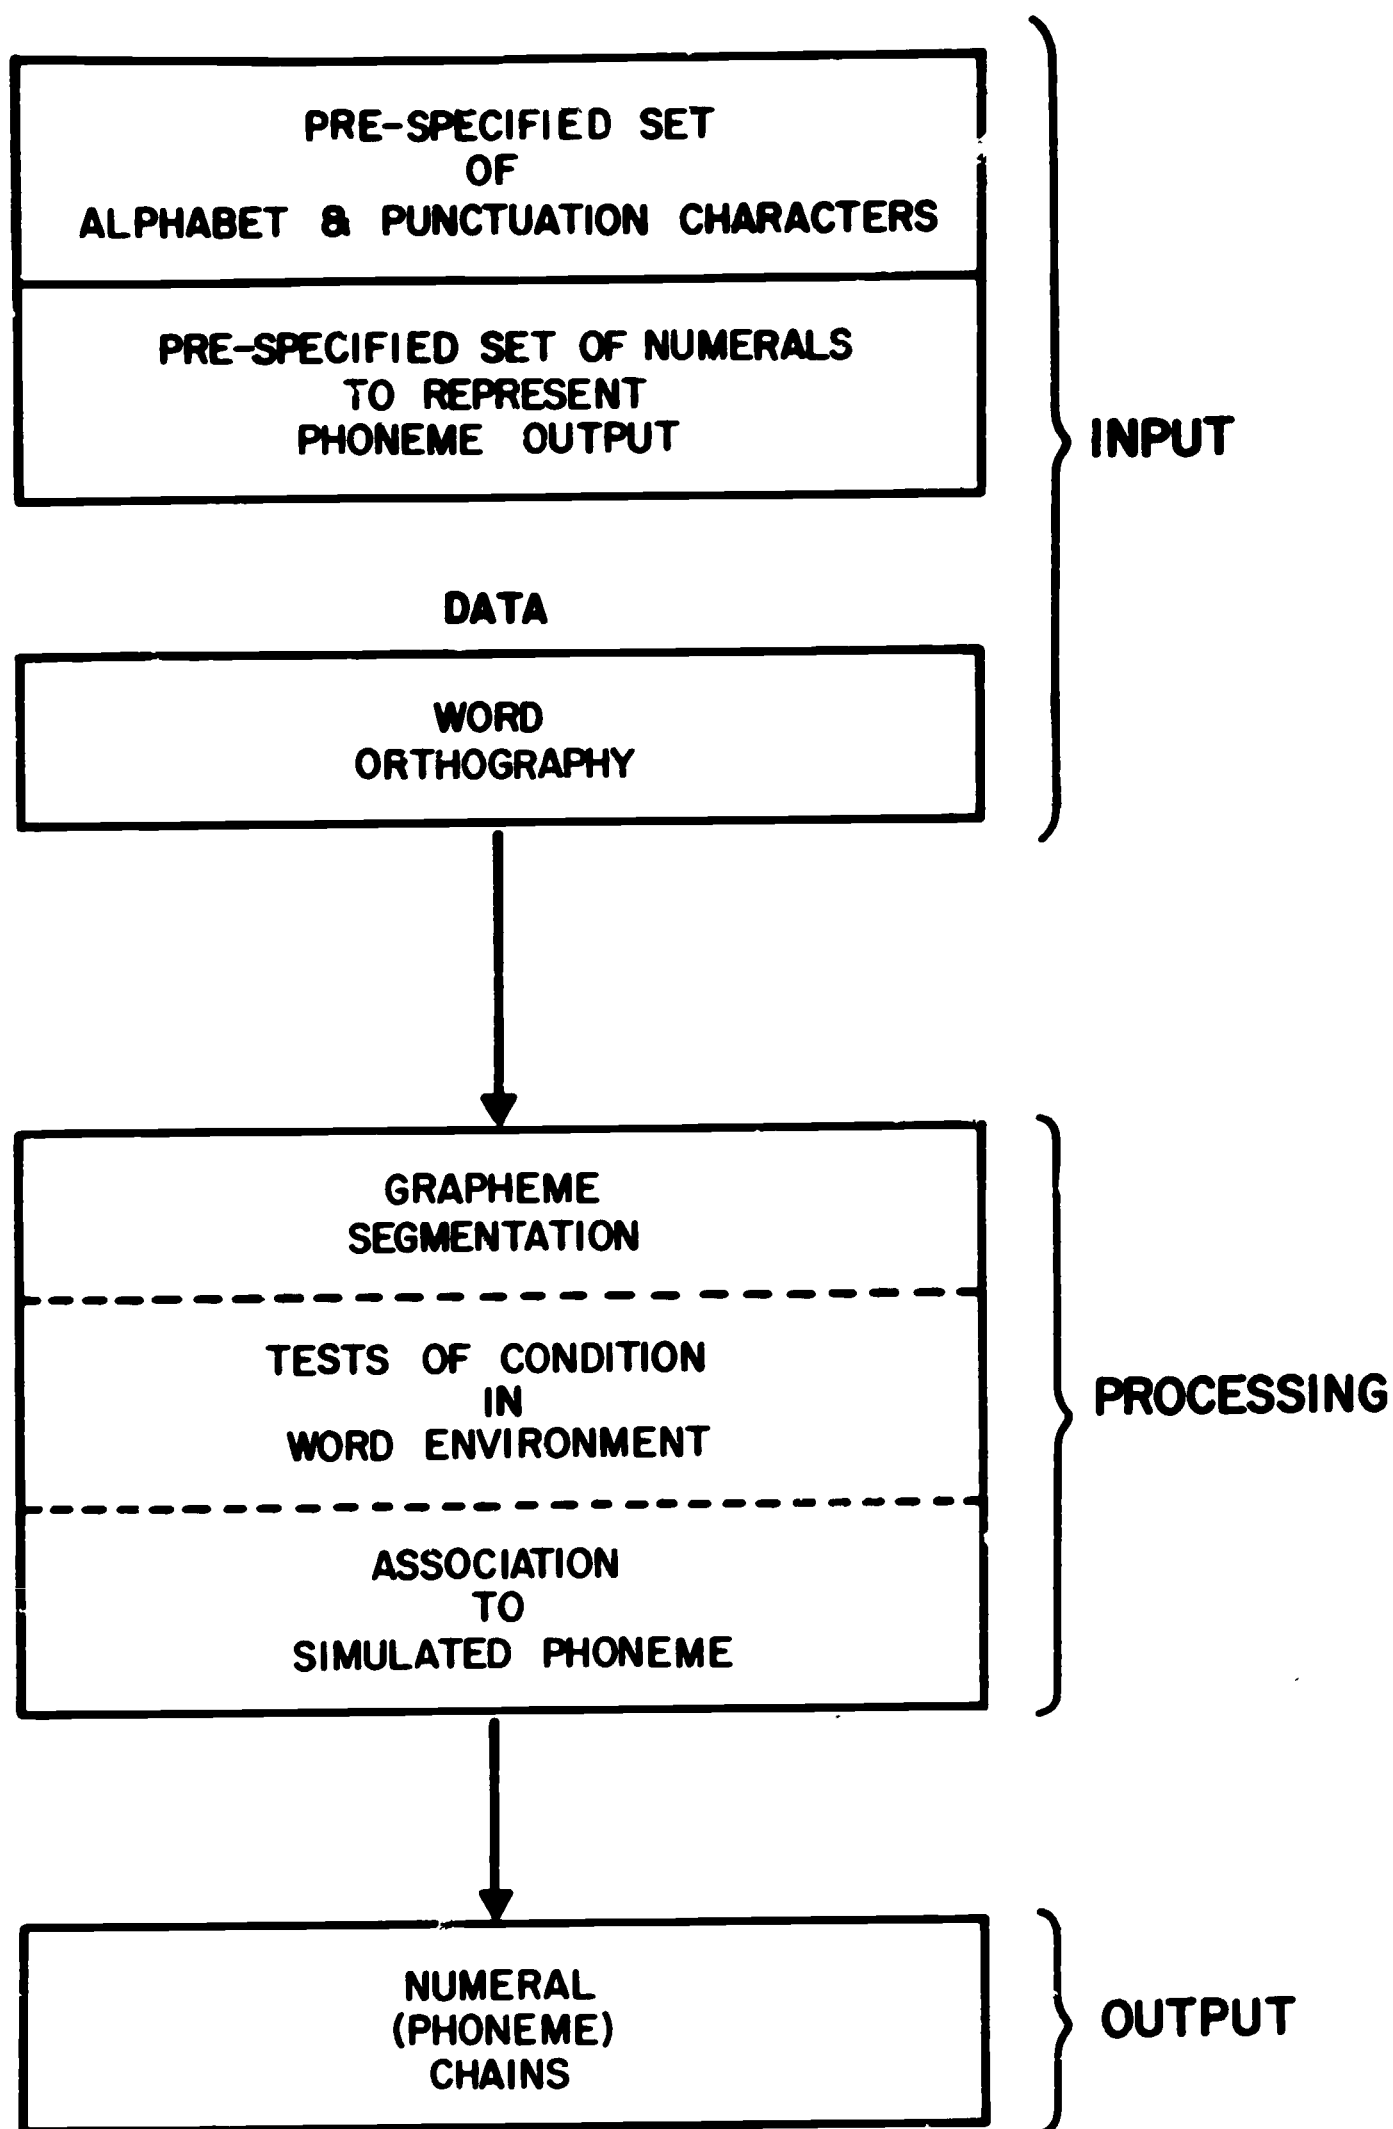 PRE-SPECIFIED SET
OF
ALPHABET & PUNCTUATION CHARACTERS
PRE-SPECIFIED SET OF NUMERALS
TO REPRESENT
PHONEME OUTPUT
INPUT
DATA
WORD
ORTHOGRAPHY
GRAPHEME
SEGMENTATION
TESTS OF CONDITION
IN
WORD ENVIRONMENT
PROCESSING
ASSOCIATION
TO
SIMULATED PHONEME
NUMERAL
(PHONEME)
CHAINS
OUTPUT